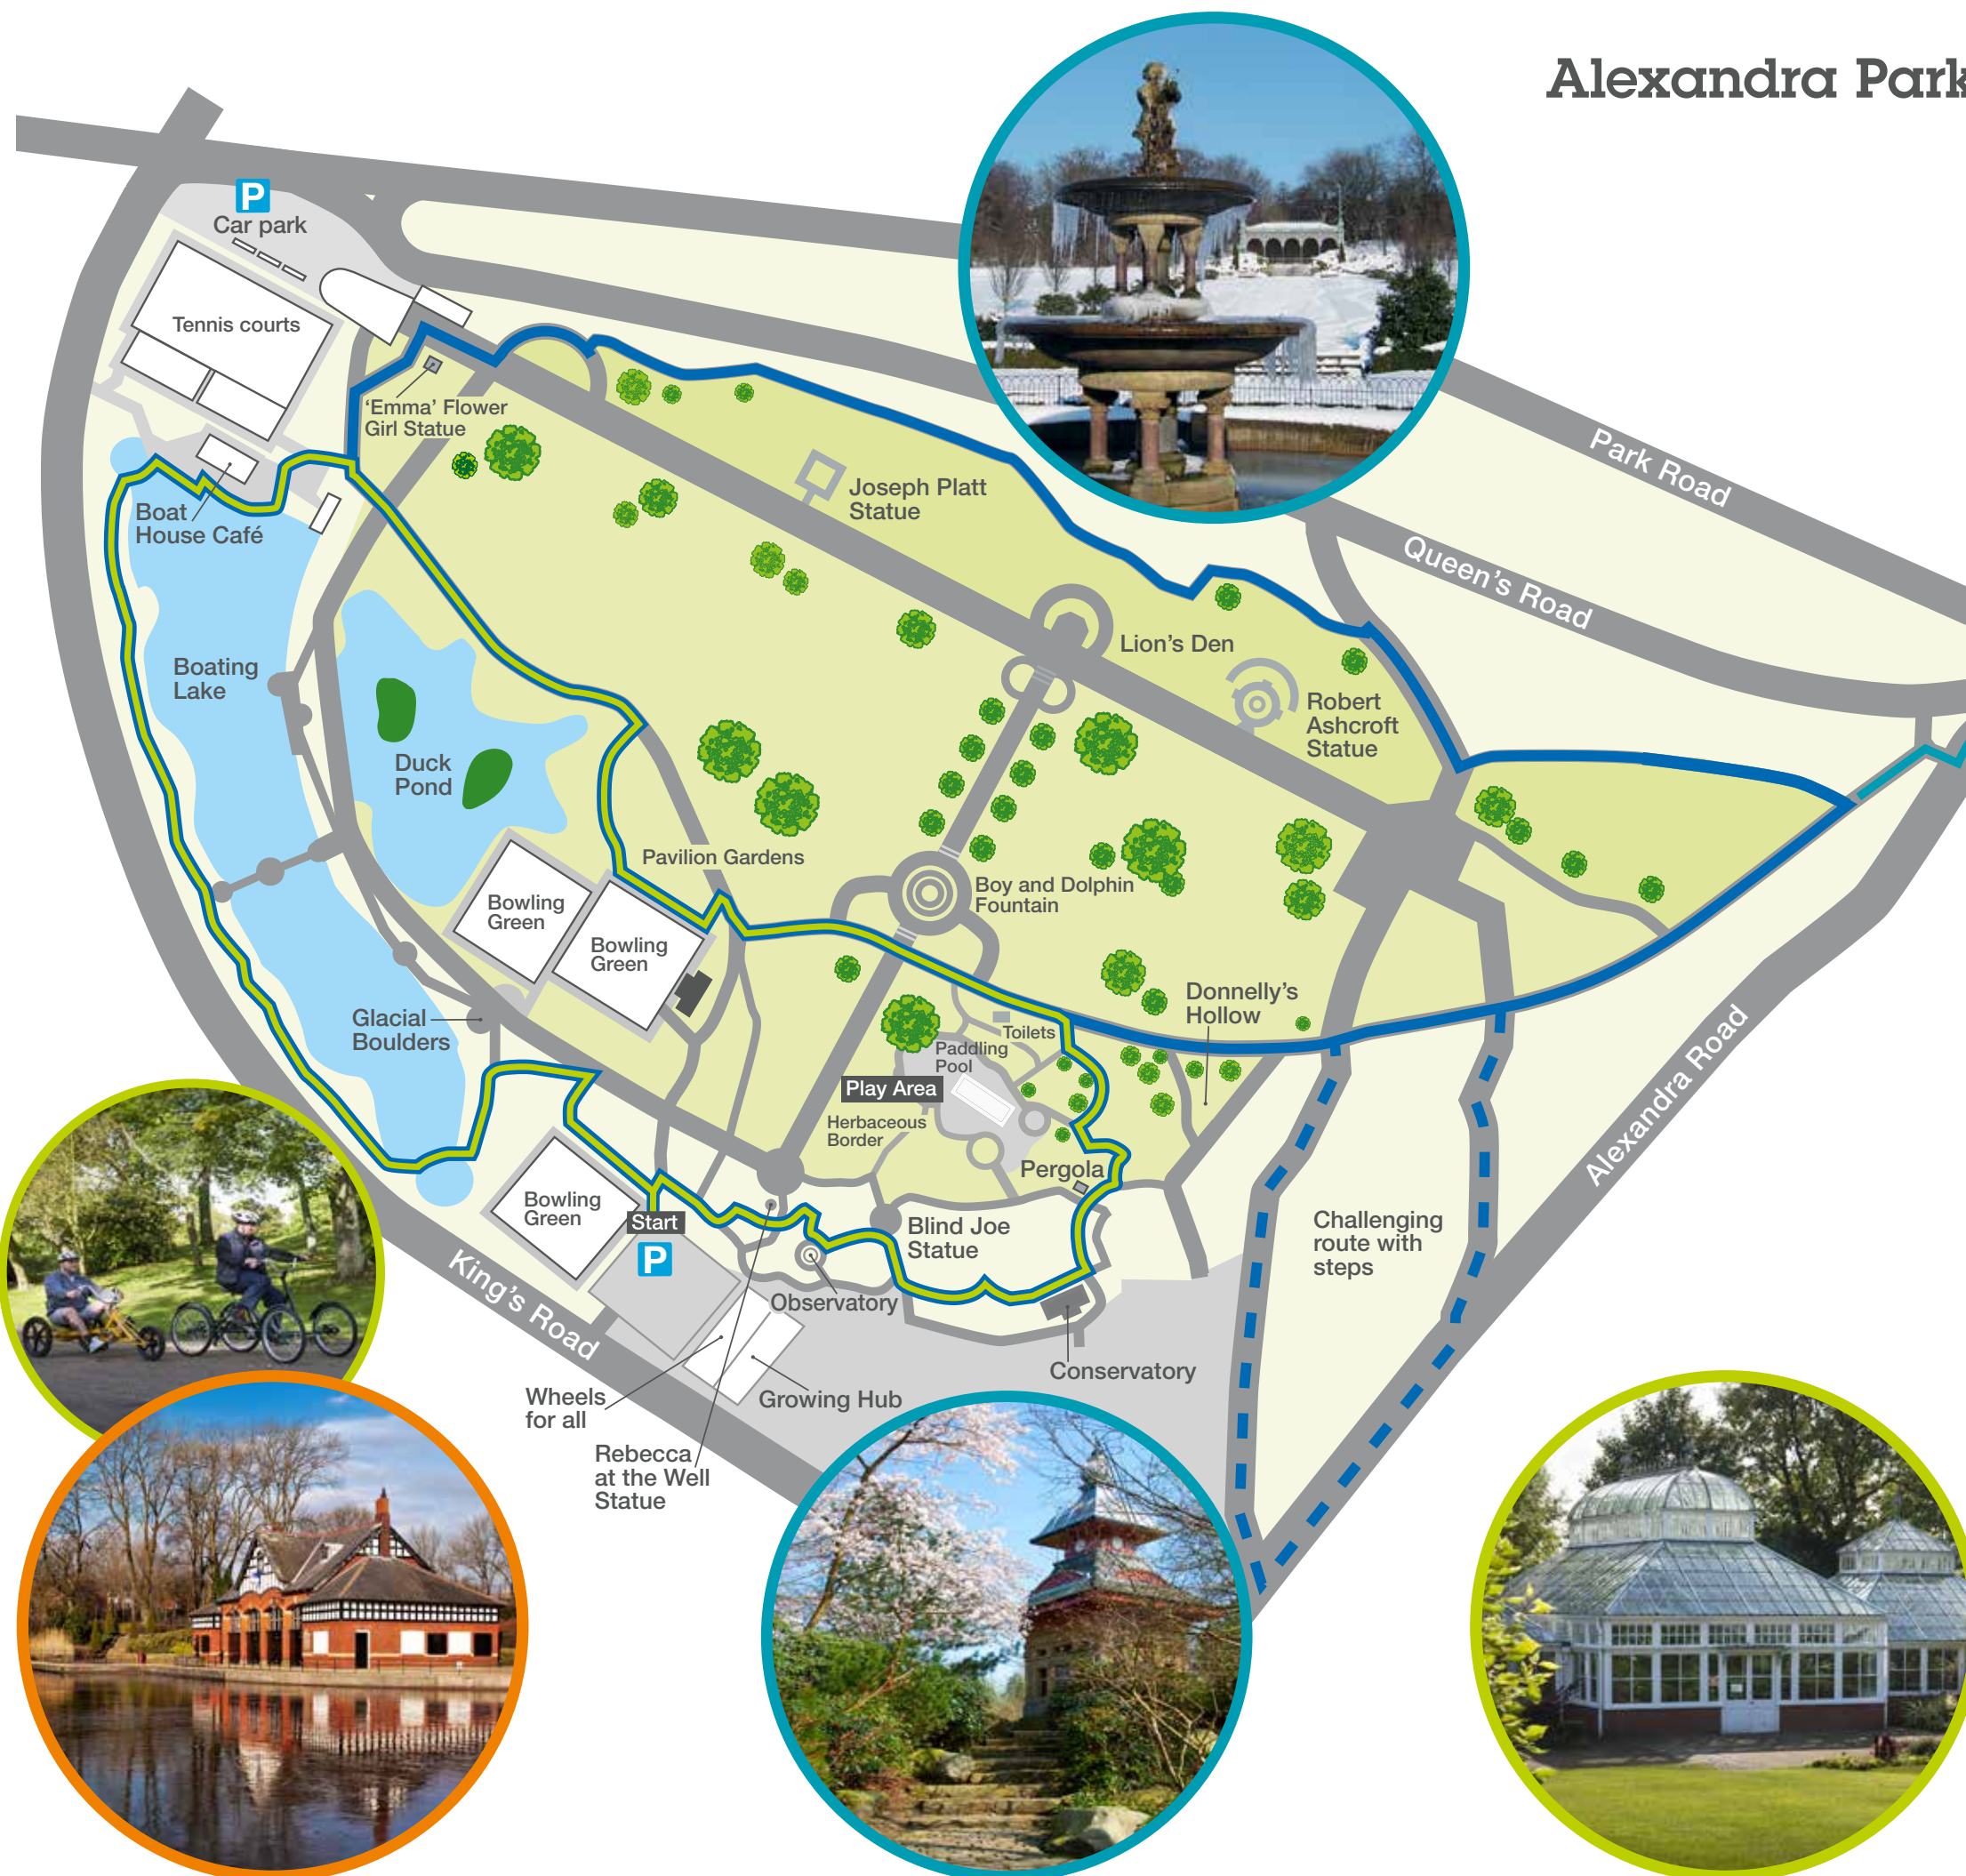 Alexandra Park
P
Car park
Tennis courts
'Emma' Flower
Girl Statue
Boat
House Café
Joseph Platt
Statue
Park Road
Queen's Road
Lion's Den
Boating
Lake
Robert
Ashcroft
Statue
Duck
Pond
Pavilion Gardens
Boy and Dolphin
Fountain
Bowling
Green
Bowling
Green
Glacial
Boulders
Donnelly's
Hollow
Toilets
Paddling
Pool
Play Area
Herbaceous
Border
Pergola
Alexandra Road
Bowling
Green
Start
P
Blind Joe
Statue
Challenging
route with
steps
King's Road
Observatory
Conservatory
Wheels
for all
Growing Hub
Rebecca
at the Well
Statue